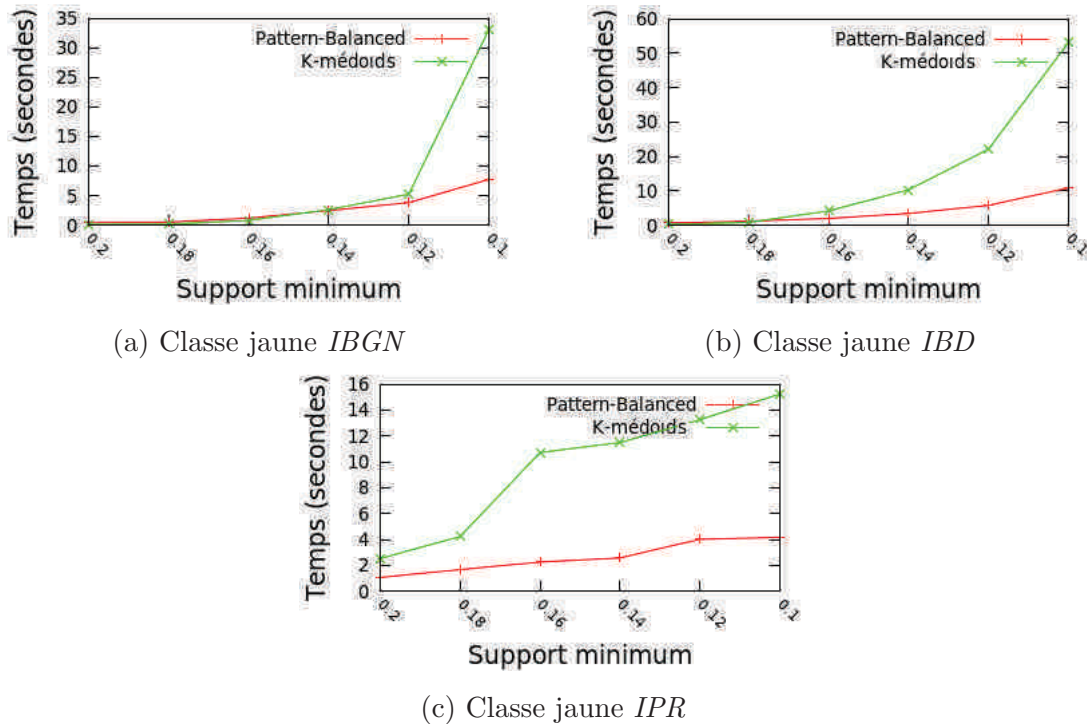 35
30
25
20
15
10
5
0
Temps (secondes)
Pattern-Balanced
K-médoïds
0.2
0.18
0.16
0.14
0.12
0.1
Support minimum
(a) Classe jaune IBGN
60
50
40
30
20
10
0
Temps (secondes)
Pattern-Balanced
K-médoïds
0.2
0.18
0.16
0.14
0.12
0.1
Support minimum
(b) Classe jaune IBD
16
14
12
10
8
6
4
2
0
Temps (secondes)
Pattern-Balanced
K-médoïds
0.2
0.18
0.16
0.14
0.12
0.1
Support minimum
(c) Classe jaune IPR